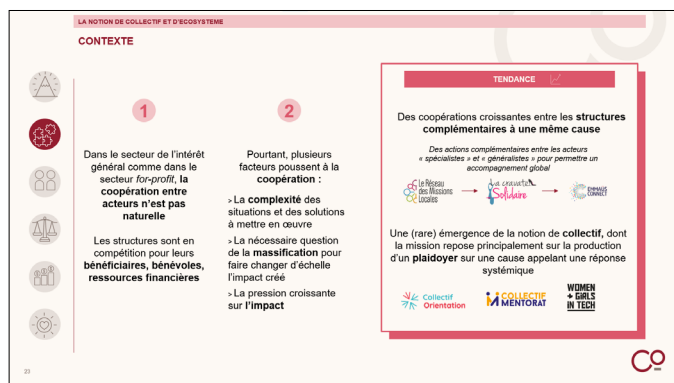 LA NOTION DE COLLECTIF ET D'ECOSYSTEME
CONTEXTE
1
Dans le secteur de l'intérêt
général comme dans le
secteur for-profit, la
coopération entre
acteurs n'est pas
naturelle
Les structures sont en
compétition pour leurs
bénéficiaires, bénévoles,
ressources financières
2
Pourtant, plusieurs
facteurs poussent à la
coopération :
> La complexité des
situations et des solutions
à mettre en œuvre
> La nécessaire question
de la massification pour
faire changer d'échelle
l'impact créé
> La pression croissante
sur l'impact
TENDANCE
Des coopérations croissantes entre les structures
complémentaires à une même cause
Des actions complémentaires entre les acteurs
« spécialistes » et « généralistes » pour permettre un
accompagnement global
Le Réseau
des Missions
Locales
La cravate
Solidaire
EMMAÜS
CONNECT
Une (rare) émergence de la notion de collectif, dont
la mission repose principalement sur la production
d'un plaidoyer sur une cause appelant une réponse
systémique
Collectif
Orientation
COLLECTIF
MENTORAT
WOMEN
+ GIRLS
IN TECH
23
Co